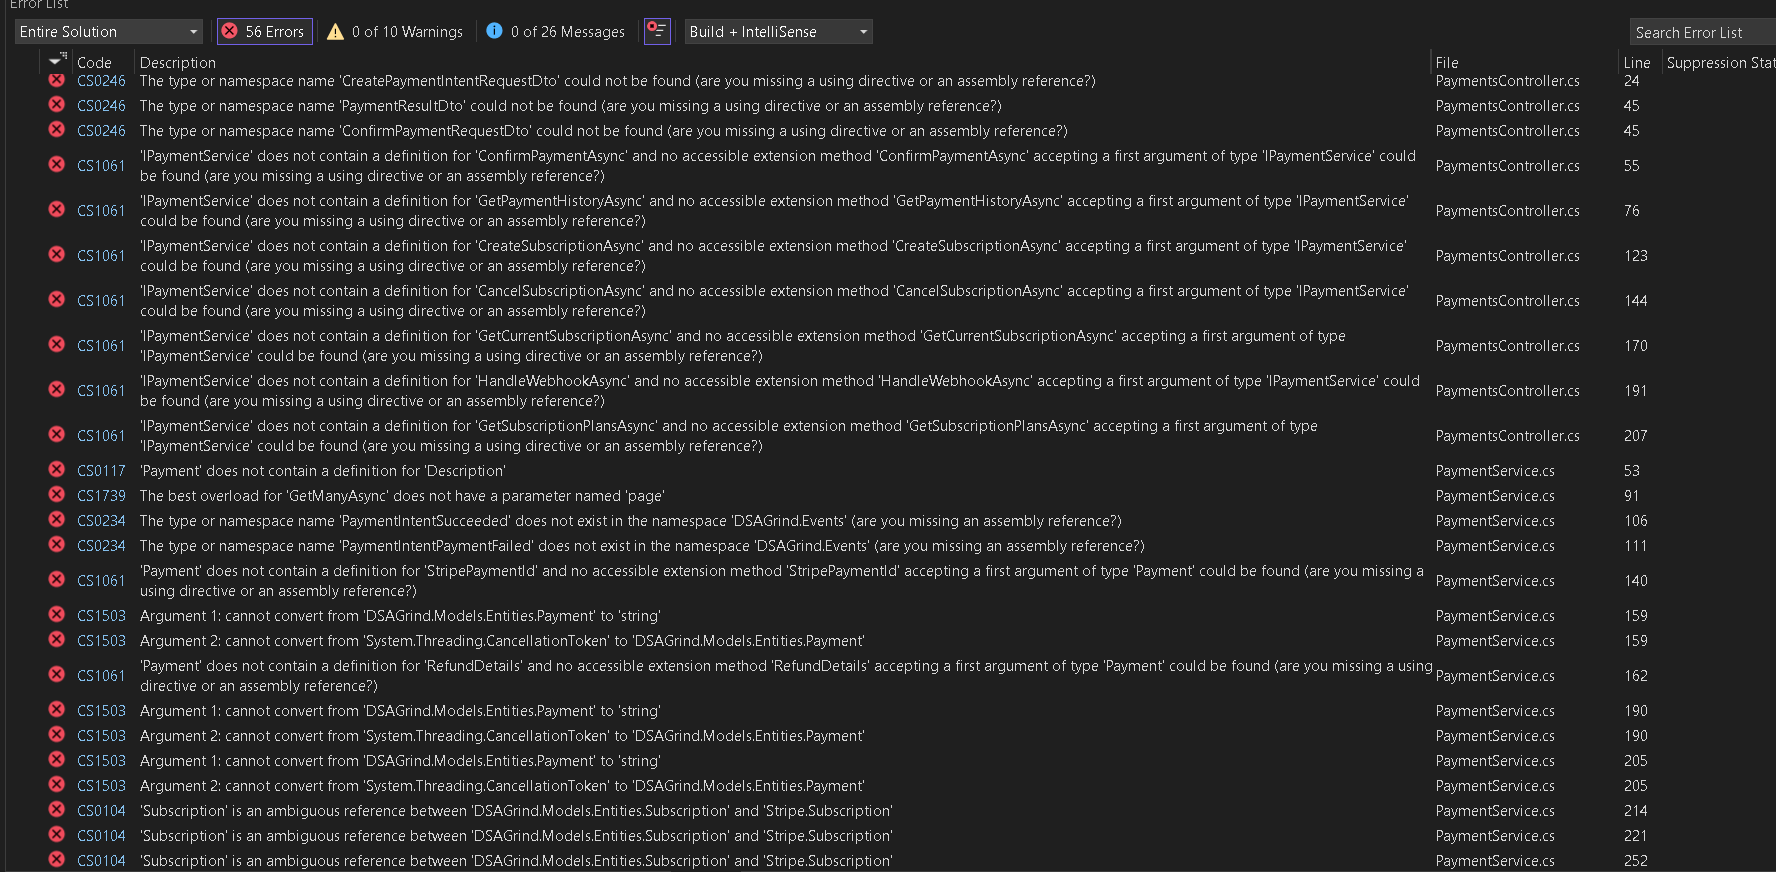 Error List
Entire Solution
56 Errors
0 of 10 Warnings
0 of 26 Messages
Build + IntelliSense
Search Error List
Code Description File Line Suppression Stat
CS0246 The type or namespace name 'CreatePaymentIntentRequestDto' could not be found (are you missing a using directive or an assembly reference?) PaymentsController.cs 24
CS0246 The type or namespace name 'PaymentResultDto' could not be found (are you missing a using directive or an assembly reference?) PaymentsController.cs 45
CS0246 The type or namespace name 'ConfirmPaymentRequestDto' could not be found (are you missing a using directive or an assembly reference?) PaymentsController.cs 45
'IPaymentService' does not contain a definition for 'ConfirmPaymentAsync' and no accessible extension method 'ConfirmPaymentAsync' accepting a first argument of type 'IPaymentService' could
CS1061 be found (are you missing a using directive or an assembly reference?) PaymentsController.cs 55
'IPaymentService' does not contain a definition for 'GetPaymentHistoryAsync' and no accessible extension method 'GetPaymentHistoryAsync' accepting a first argument of type 'IPaymentService'
CS1061 could be found (are you missing a using directive or an assembly reference?) PaymentsController.cs 76
'IPaymentService' does not contain a definition for 'CreateSubscriptionAsync' and no accessible extension method 'CreateSubscriptionAsync' accepting a first argument of type 'IPaymentService'
CS1061 could be found (are you missing a using directive or an assembly reference?) PaymentsController.cs 123
'IPaymentService' does not contain a definition for 'CancelSubscriptionAsync' and no accessible extension method 'CancelSubscriptionAsync' accepting a first argument of type 'IPaymentService'
CS1061 could be found (are you missing a using directive or an assembly reference?) PaymentsController.cs 144
'IPaymentService' does not contain a definition for 'GetCurrentSubscriptionAsync' and no accessible extension method 'GetCurrentSubscriptionAsync' accepting a first argument of type
CS1061 'IPaymentService' could be found (are you missing a using directive or an assembly reference?) PaymentsController.cs 170
'IPaymentService' does not contain a definition for 'HandleWebhookAsync' and no accessible extension method 'HandleWebhookAsync' accepting a first argument of type 'IPaymentService' could
CS1061 be found (are you missing a using directive or an assembly reference?) PaymentsController.cs 191
'IPaymentService' does not contain a definition for 'GetSubscriptionPlansAsync' and no accessible extension method 'GetSubscriptionPlansAsync' accepting a first argument of type
CS1061 'IPaymentService' could be found (are you missing a using directive or an assembly reference?) PaymentsController.cs 207
CS0117 'Payment' does not contain a definition for 'Description' PaymentService.cs 53
CS1739 The best overload for 'GetManyAsync' does not have a parameter named 'page' PaymentService.cs 91
CS0234 The type or namespace name 'PaymentIntentSucceeded' does not exist in the namespace 'DSAGrind.Events' (are you missing an assembly reference?) PaymentService.cs 106
CS0234 The type or namespace name 'PaymentIntentPaymentFailed' does not exist in the namespace 'DSAGrind.Events' (are you missing an assembly reference?) PaymentService.cs 111
'Payment' does not contain a definition for 'StripePaymentId' and no accessible extension method 'StripePaymentId' accepting a first argument of type 'Payment' could be found (are you missing a
CS1061 using directive or an assembly reference?) PaymentService.cs 140
CS1503 Argument 1: cannot convert from 'DSAGrind.Models.Entities.Payment' to 'string' PaymentService.cs 159
CS1503 Argument 2: cannot convert from 'System.Threading.CancellationToken' to 'DSAGrind.Models.Entities.Payment' PaymentService.cs 159
'Payment' does not contain a definition for 'RefundDetails' and no accessible extension method 'RefundDetails' accepting a first argument of type 'Payment' could be found (are you missing a using
CS1061 directive or an assembly reference?) PaymentService.cs 162
CS1503 Argument 1: cannot convert from 'DSAGrind.Models.Entities.Payment' to 'string' PaymentService.cs 190
CS1503 Argument 2: cannot convert from 'System.Threading.CancellationToken' to 'DSAGrind.Models.Entities.Payment' PaymentService.cs 190
CS1503 Argument 1: cannot convert from 'DSAGrind.Models.Entities.Payment' to 'string' PaymentService.cs 205
CS1503 Argument 2: cannot convert from 'System.Threading.CancellationToken' to 'DSAGrind.Models.Entities.Payment' PaymentService.cs 205
CS0104 'Subscription' is an ambiguous reference between 'DSAGrind.Models.Entities.Subscription' and 'Stripe.Subscription' PaymentService.cs 214
CS0104 'Subscription' is an ambiguous reference between 'DSAGrind.Models.Entities.Subscription' and 'Stripe.Subscription' PaymentService.cs 221
CS0104 'Subscription' is an ambiguous reference between 'DSAGrind.Models.Entities.Subscription' and 'Stripe.Subscription' PaymentService.cs 252